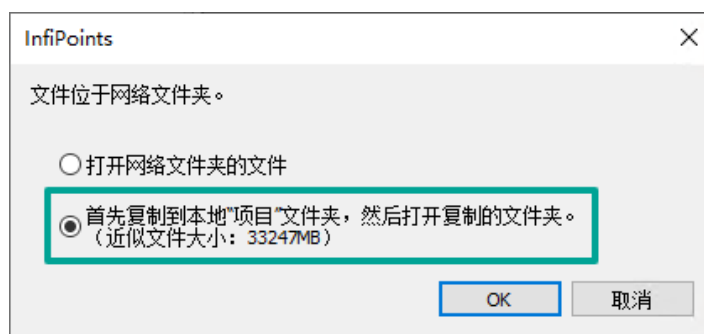 InfiPoints
文件位于网络文件夹。
打开网络文件夹的文件
首先复制到本地"项目"文件夹，然后打开复制的文件夹。
（近似文件大小：33247MB）
OK
取消